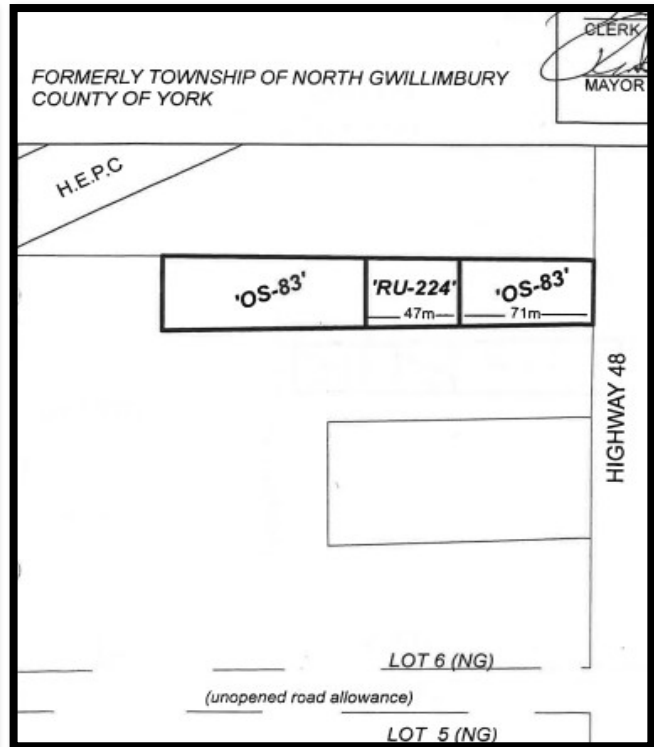 CLERK
MAYOR
FORMERLY TOWNSHIP OF NORTH GWILLIMBURY
COUNTY OF YORK
H.E.P.C
'OS-83'
'RU-224'
'OS-83'
47m
71m
HIGHWAY 48
LOT 6 (NG)
(unopened road allowance)
LOT 5 (NG)